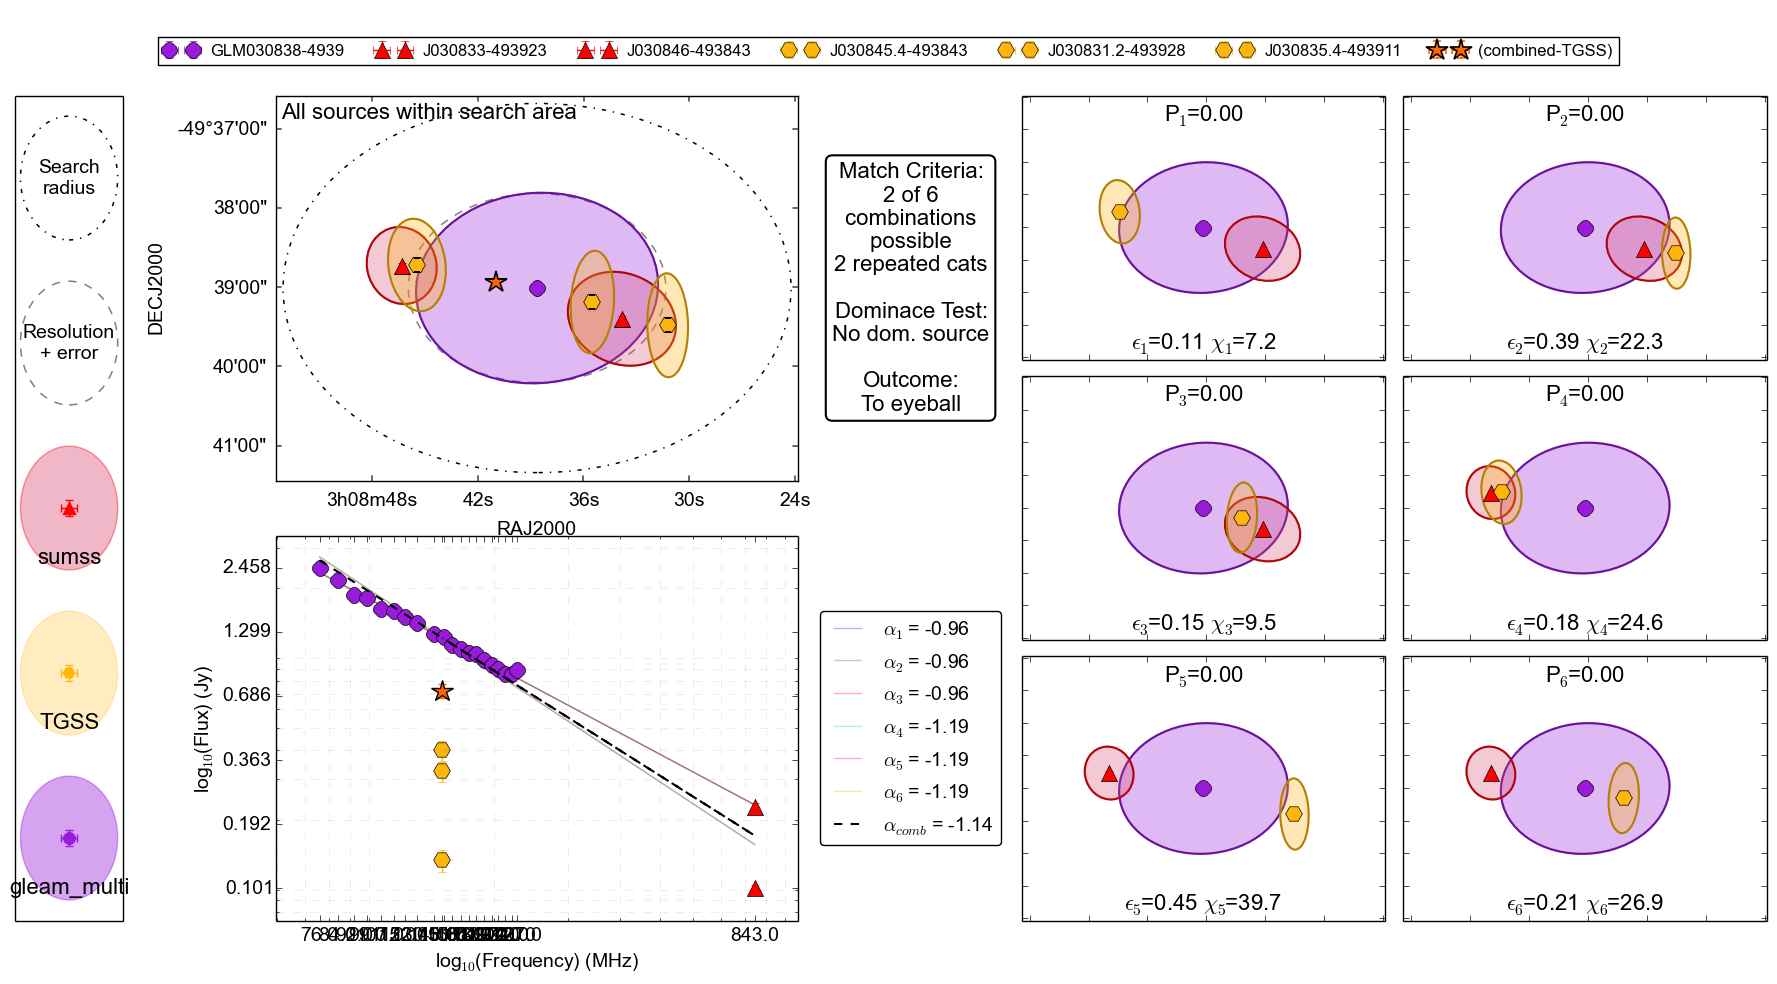 GLM030838-4939 J030833-493923 J030846-493843 J030845.4-493843 J030831.2-493928 J030835.4-493911 (combined-TGSS)
Search
radius
Resolution
+ error
sumss
TGSS
gleam_multi
All sources within search area
-49°37'00"
38'00"
39'00"
40'00"
41'00"
DECJ2000
3h08m48s 42s 36s 30s 24s
RAJ2000
Match Criteria:
2 of 6
combinations
possible
2 repeated cats
Dominace Test:
No dom. source
Outcome:
To eyeball
2.458
1.299
0.686
0.363
0.192
0.101
log₁₀(Flux) (Jy)
843.0
log₁₀(Frequency) (MHz)
α₁ = -0.96
α₂ = -0.96
α₃ = -0.96
α₄ = -1.19
α₅ = -1.19
α₆ = -1.19
α_comb = -1.14
P₁=0.00
ϵ₁=0.11 χ₁=7.2
P₂=0.00
ϵ₂=0.39 χ₂=22.3
P₃=0.00
ϵ₃=0.15 χ₃=9.5
P₄=0.00
ϵ₄=0.18 χ₄=24.6
P₅=0.00
ϵ₅=0.45 χ₅=39.7
P₆=0.00
ϵ₆=0.21 χ₆=26.9